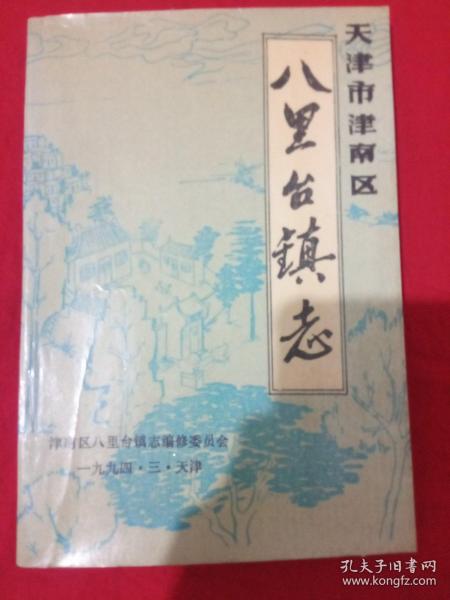 天津市津南区
八里台鎮志
津南区八里台镇志编修委员会
一九九四·三·天津
孔夫子旧书网
www.kongfz.com